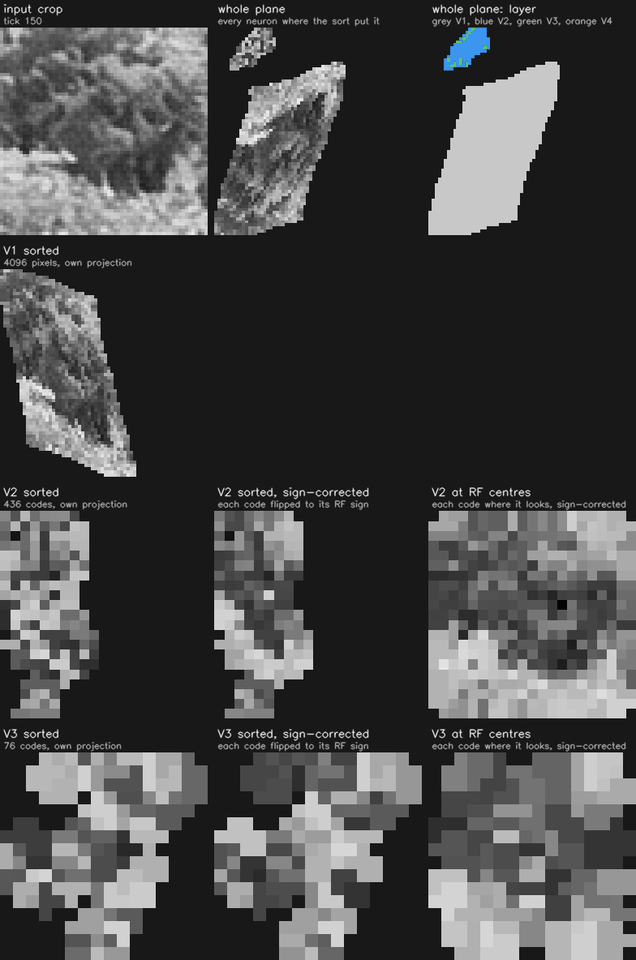 input crop
tick 150
whole plane
every neuron where the sort put it
whole plane: layer
grey V1, blue V2, green V3, orange V4
V1 sorted
4096 pixels, own projection
V2 sorted
436 codes, own projection
V2 sorted, sign-corrected
each code flipped to its RF sign
V2 at RF centres
each code where it looks, sign-corrected
V3 sorted
76 codes, own projection
V3 sorted, sign-corrected
each code flipped to its RF sign
V3 at RF centres
each code where it looks, sign-corrected